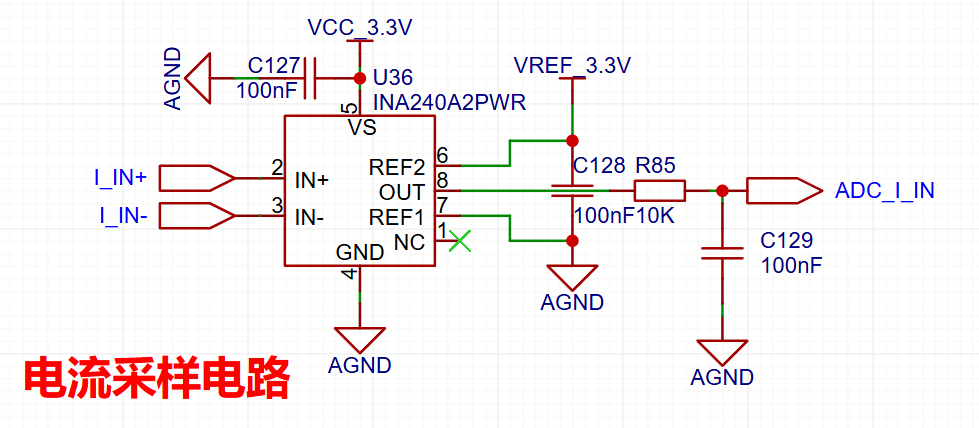 VCC_3.3V
AGND
C127
100nF
U36
INA240A2PWR
VREF_3.3V
5
VS
I_IN+
2
IN+
I_IN-
3
IN-
REF2
6
OUT
8
REF1
7
NC
1
GND
4
C128
100nF
R85
10K
ADC_I_IN
C129
100nF
AGND
AGND
AGND
电流采样电路